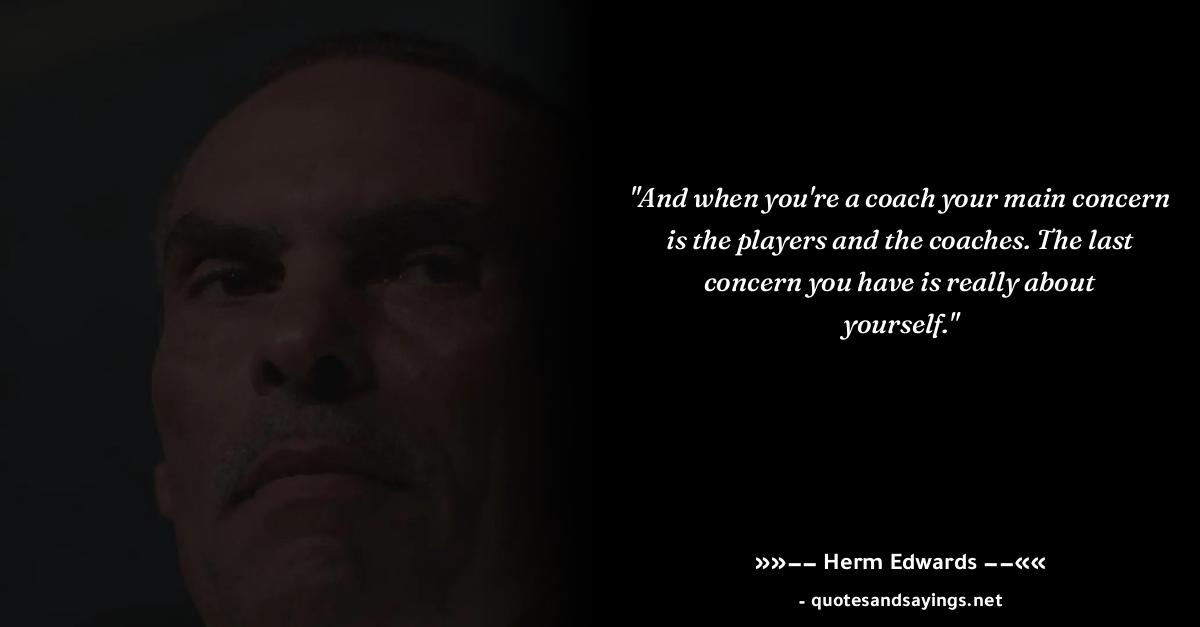 "And when you're a coach your main concern
is the players and the coaches. The last
concern you have is really about
yourself."
»»–– Herm Edwards ––««
- quotesandsayings.net